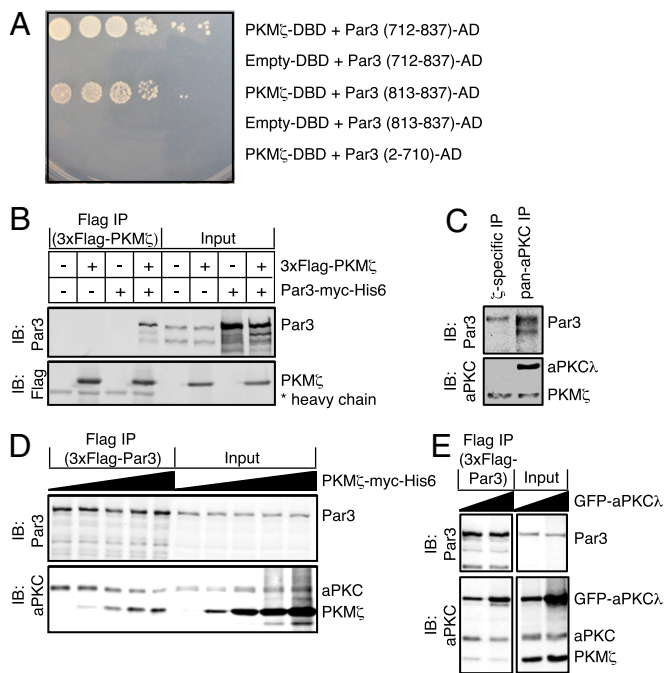 A
PKMζ-DBD + Par3 (712-837)-AD
Empty-DBD + Par3 (712-837)-AD
PKMζ-DBD + Par3 (813-837)-AD
Empty-DBD + Par3 (813-837)-AD
PKMζ-DBD + Par3 (2-710)-AD
B
Flag IP
(3xFlag-PKMζ)
Input
- + - + - + - + 3xFlag-PKMζ
- - + + - - + + Par3-myc-His6
IB: Par3
Par3
IB: Flag
PKMζ
* heavy chain
C
ζ-specific IP
pan-aPKC IP
IB: Par3
Par3
IB: aPKC
aPKCλ
PKMζ
D
Flag IP
(3xFlag-Par3)
Input
PKMζ-myc-His6
IB: Par3
Par3
IB: aPKC
aPKC
PKMζ
E
Flag IP
(3xFlag-
Par3)
Input
GFP-aPKCλ
IB: Par3
Par3
IB: aPKC
GFP-aPKCλ
aPKC
PKMζ